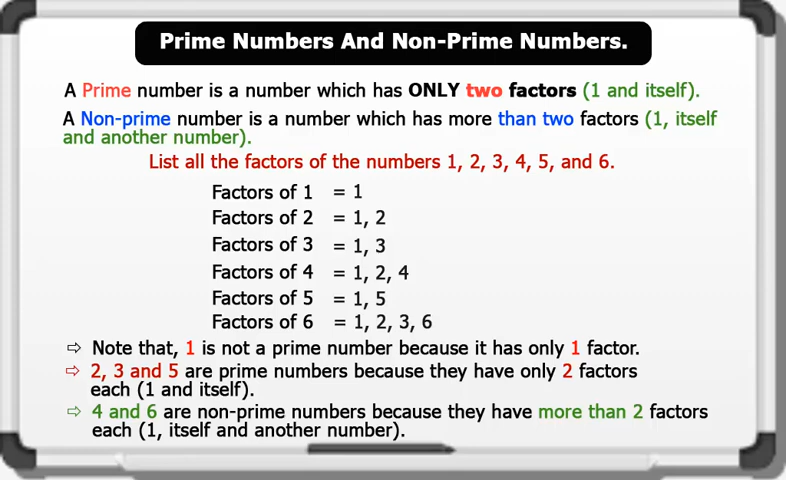 Prime Numbers And Non-Prime Numbers.
A Prime number is a number which has ONLY two factors (1 and itself).
A Non-prime number is a number which has more than two factors (1, itself
and another number).
List all the factors of the numbers 1, 2, 3, 4, 5, and 6.
Factors of 1 = 1
Factors of 2 = 1, 2
Factors of 3 = 1, 3
Factors of 4 = 1, 2, 4
Factors of 5 = 1, 5
Factors of 6 = 1, 2, 3, 6
⇨ Note that, 1 is not a prime number because it has only 1 factor.
⇨ 2, 3 and 5 are prime numbers because they have only 2 factors
each (1 and itself).
⇨ 4 and 6 are non-prime numbers because they have more than 2 factors
each (1, itself and another number).